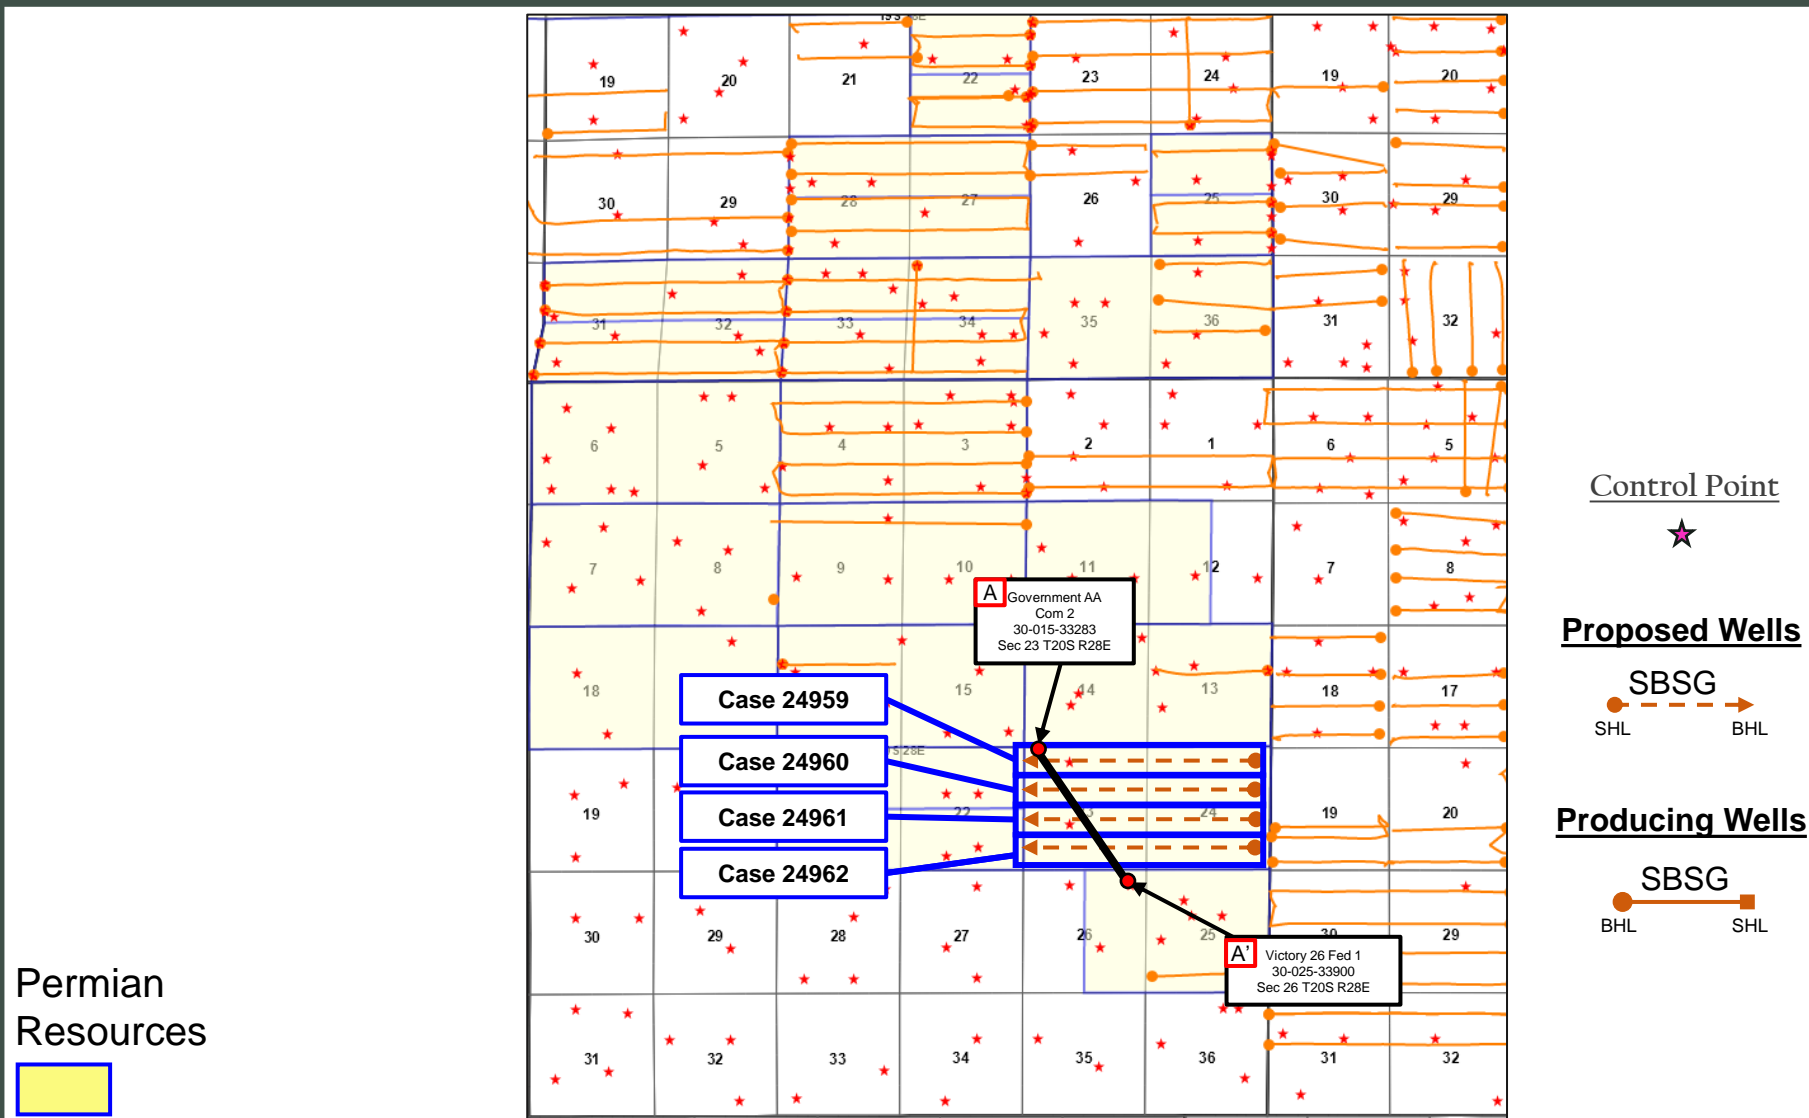 19S 28E
19 20 21 22 23 24 19 20
30 29 28 27 26 25 30 29
31 32 33 34 35 36 31 32
6 5 4 3 2 1 6 5
Control Point
7 8 9 10 11 12 7 8
A
Government AA
Com 2
30-015-33283
Sec 23 T20S R28E
Proposed Wells
SBSG
SHL BHL
18 15 14 13 18 17
Case 24959
Case 24960
Case 24961
Case 24962
28E
19 22 24 19 20
Producing Wells
SBSG
BHL SHL
30 29 28 27 26 25 30 29
A'
Victory 26 Fed 1
30-025-33900
Sec 26 T20S R28E
Permian
Resources
31 32 33 34 35 36 31 32